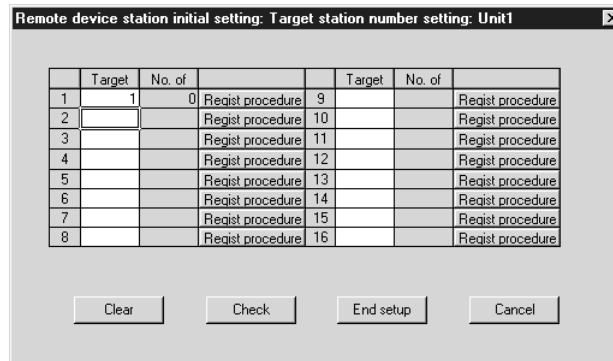 Remote device station initial setting: Target station number setting: Unit1
Target No. of Target No. of
1 1 0 Regist procedure 9 Regist procedure
2 Regist procedure 10 Regist procedure
3 Regist procedure 11 Regist procedure
4 Regist procedure 12 Regist procedure
5 Regist procedure 13 Regist procedure
6 Regist procedure 14 Regist procedure
7 Regist procedure 15 Regist procedure
8 Regist procedure 16 Regist procedure
Clear Check End setup Cancel